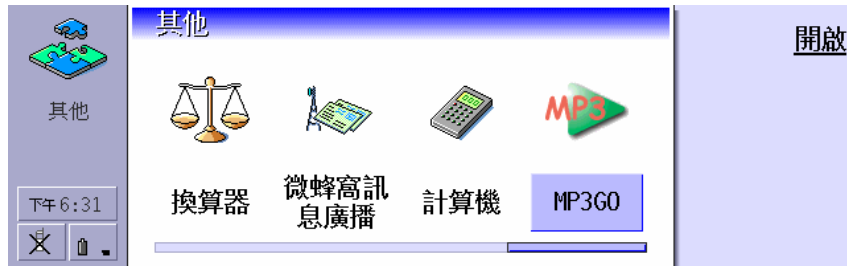 其他
開啟
其他
MP3
換算器
微蜂窩訊
息廣播
計算機
MP3GO
下午6:31